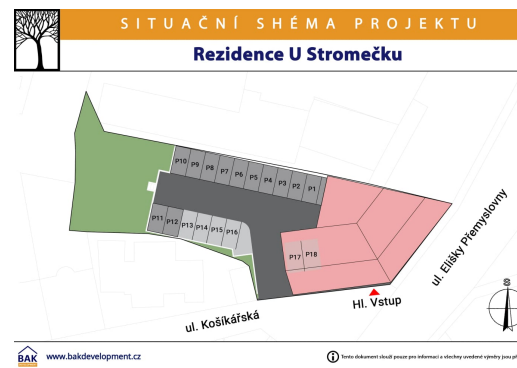 SITUAČNÍ SHÉMA PROJEKTU
Rezidence U Stromečku
P10 P9 P8 P7 P6 P5 P4 P3 P2 P1
P11 P12 P13 P14 P15 P16
P17 P18
ul. Elišky Přemyslovny
Hl. Vstup
ul. Košíkářská
S
BAK
www.bakdevelopment.cz
i Tento dokument slouží pouze pro informaci a všechny uvedené výměry jsou